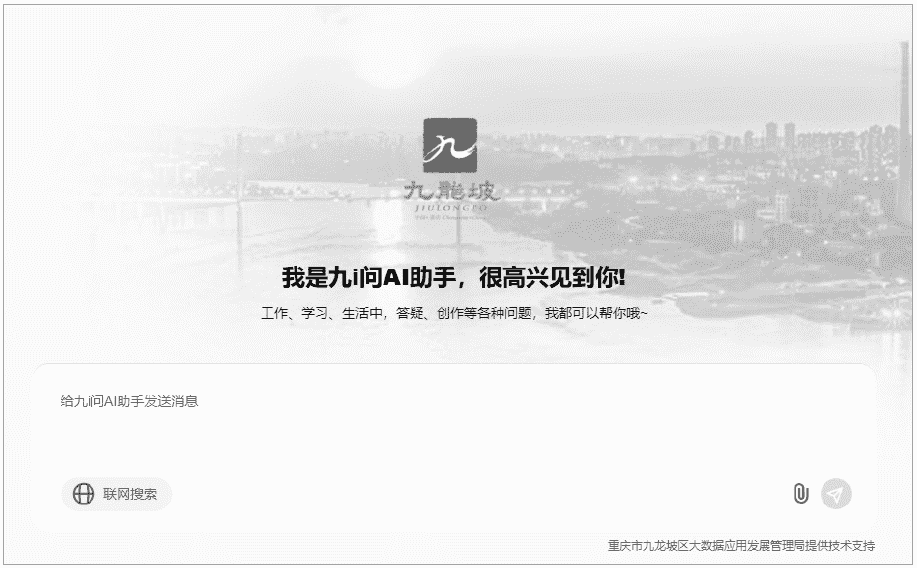 九龍坡
JIULONGPO
我是九i问AI助手，很高兴见到你!
工作、学习、生活中，答疑、创作等各种问题，我都可以帮你哦~
给九i问AI助手发送消息
联网搜索
重庆市九龙坡区大数据应用发展管理局提供技术支持